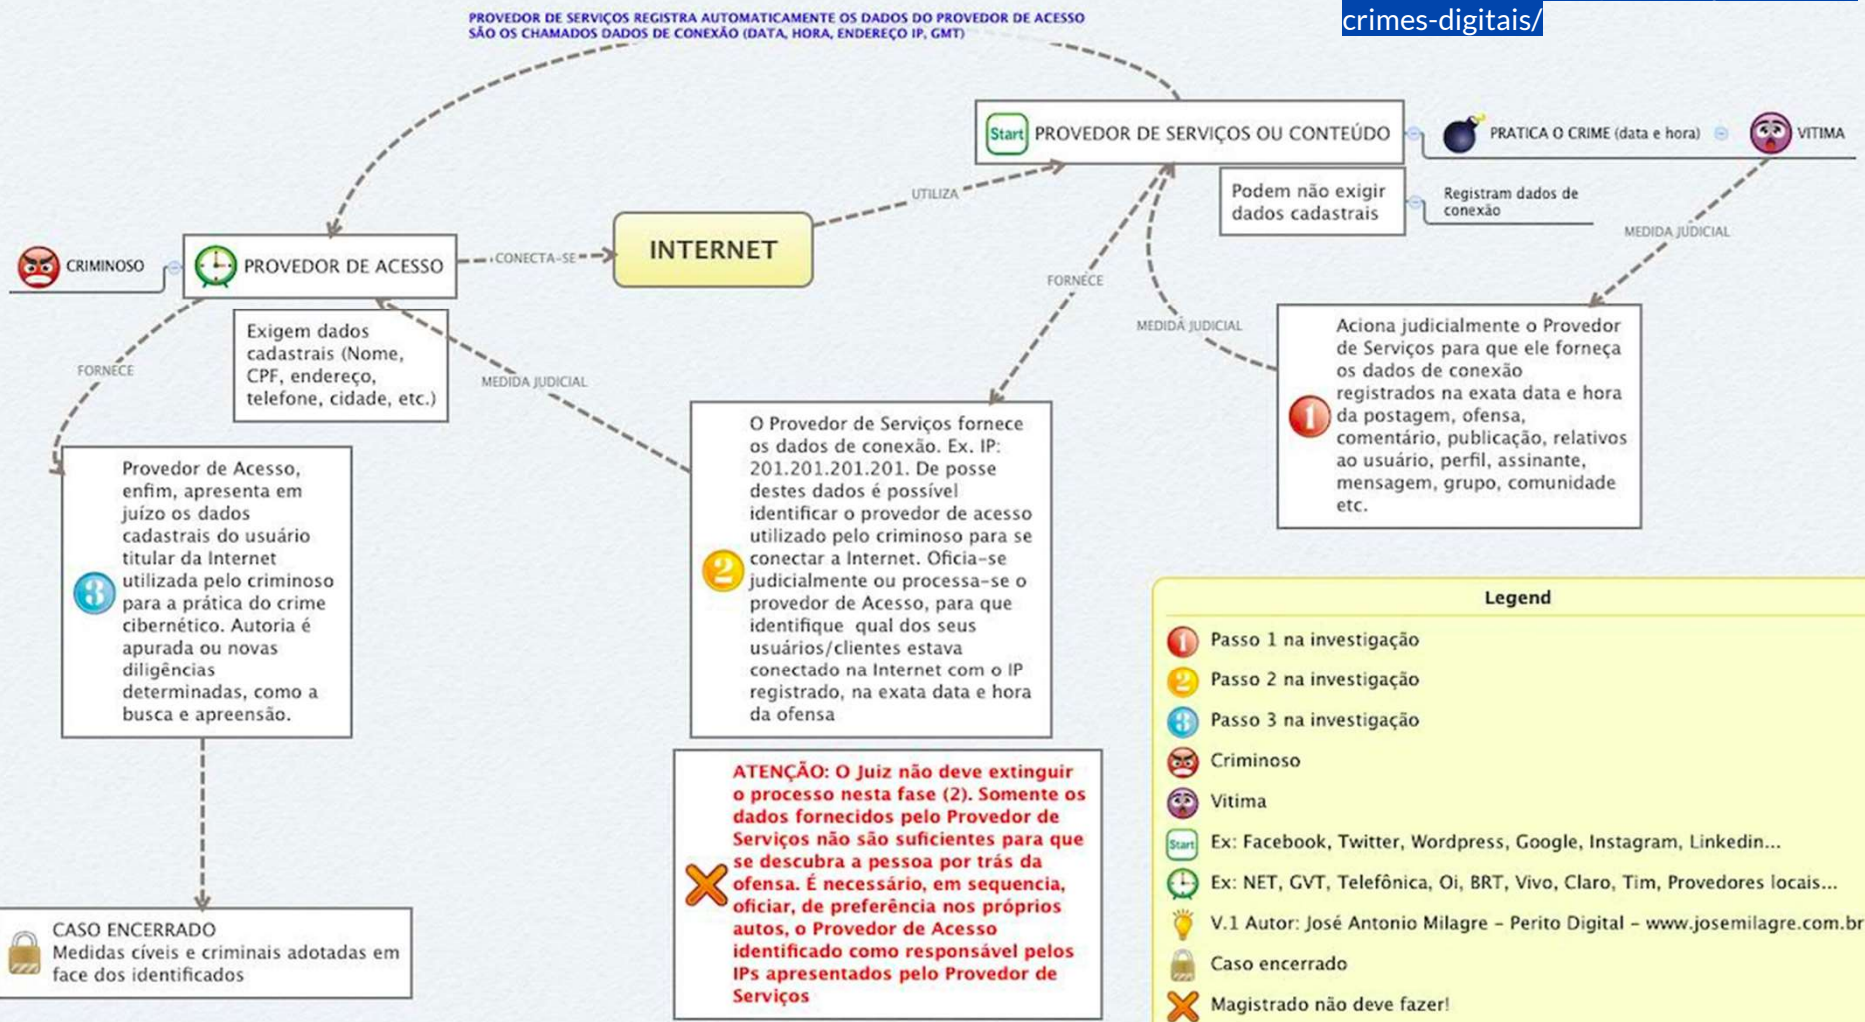 crimes-digitais/
PROVEDOR DE SERVIÇOS REGISTRA AUTOMATICAMENTE OS DADOS DO PROVEDOR DE ACESSO
SÃO OS CHAMADOS DADOS DE CONEXÃO (DATA, HORA, ENDEREÇO IP, GMT)
Start
PROVEDOR DE SERVIÇOS OU CONTEÚDO
PRATICA O CRIME (data e hora)
VITIMA
UTILIZA
Podem não exigir
dados cadastrais
Registram dados de
conexão
MEDIDA JUDICIAL
CRIMINOSO
PROVEDOR DE ACESSO
CONECTA-SE
INTERNET
FORNECE
MEDIDA JUDICIAL
Exigem dados
cadastrais (Nome,
CPF, endereço,
telefone, cidade, etc.)
FORNECE
MEDIDA JUDICIAL
1
Aciona judicialmente o Provedor
de Serviços para que ele forneça
os dados de conexão
registrados na exata data e hora
da postagem, ofensa,
comentário, publicação, relativos
ao usuário, perfil, assinante,
mensagem, grupo, comunidade
etc.
2
O Provedor de Serviços fornece
os dados de conexão. Ex. IP:
201.201.201.201. De posse
destes dados é possível
identificar o provedor de acesso
utilizado pelo criminoso para se
conectar a Internet. Oficia-se
judicialmente ou processa-se o
provedor de Acesso, para que
identifique qual dos seus
usuários/clientes estava
conectado na Internet com o IP
registrado, na exata data e hora
da ofensa
3
Provedor de Acesso,
enfim, apresenta em
juízo os dados
cadastrais do usuário
titular da Internet
utilizada pelo criminoso
para a prática do crime
cibernético. Autoria é
apurada ou novas
diligências
determinadas, como a
busca e apreensão.
ATENÇÃO: O Juiz não deve extinguir
o processo nesta fase (2). Somente os
dados fornecidos pelo Provedor de
Serviços não são suficientes para que
se descubra a pessoa por trás da
ofensa. É necessário, em sequencia,
oficiar, de preferência nos próprios
autos, o Provedor de Acesso
identificado como responsável pelos
IPs apresentados pelo Provedor de
Serviços
CASO ENCERRADO
Medidas cíveis e criminais adotadas em
face dos identificados
Legend
1 Passo 1 na investigação
2 Passo 2 na investigação
3 Passo 3 na investigação
Criminoso
Vitima
Start Ex: Facebook, Twitter, Wordpress, Google, Instagram, Linkedin...
Ex: NET, GVT, Telefônica, Oi, BRT, Vivo, Claro, Tim, Provedores locais...
V.1 Autor: José Antonio Milagre – Perito Digital – www.josemilagre.com.br
Caso encerrado
Magistrado não deve fazer!